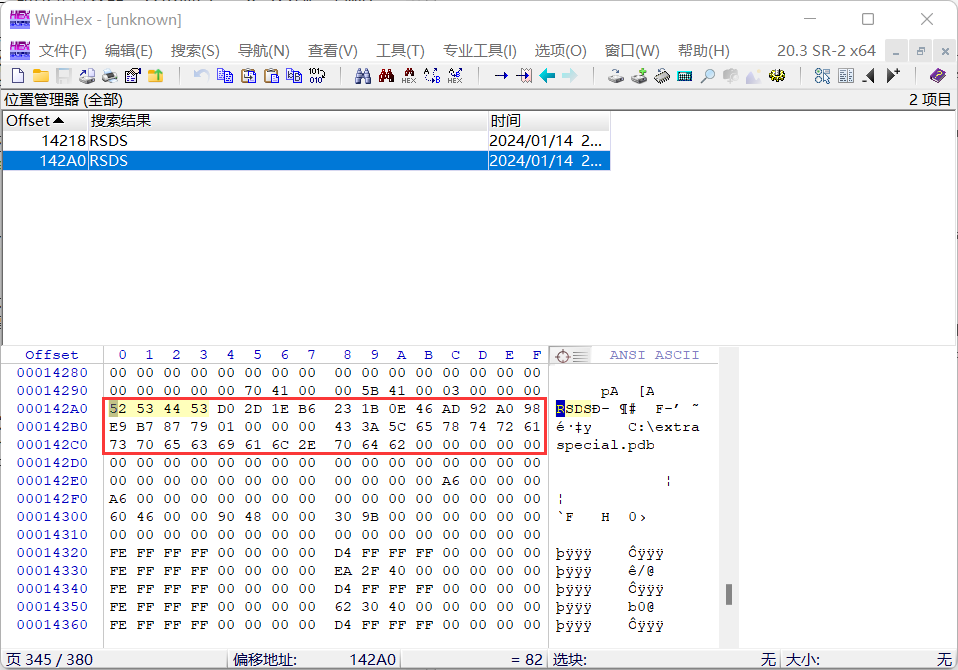 WinHex - [unknown]
文件(F) 编辑(E) 搜索(S) 导航(N) 查看(V) 工具(T) 专业工具(I) 选项(O) 窗口(W) 帮助(H) 20.3 SR-2 x64
位置管理器 (全部) 2 项目
Offset 搜索结果 时间
14218 RSDS 2024/01/14 2...
142A0 RSDS 2024/01/14 2...
Offset 0 1 2 3 4 5 6 7 8 9 A B C D E F ANSI ASCII
00014280 00 00 00 00 00 00 00 00 00 00 00 00 00 00 00 00
00014290 00 00 00 00 00 70 41 00 00 5B 41 00 03 00 00 00 pA [A
000142A0 52 53 44 53 D0 2D 1E B6 23 1B 0E 46 AD 92 A0 98 RSDSÐ- ¶# F-’ ˜
000142B0 E9 B7 87 79 01 00 00 00 43 3A 5C 65 78 74 72 61 é·‡y C:\extra
000142C0 73 70 65 63 69 61 6C 2E 70 64 62 00 00 00 00 00 special.pdb
000142D0 00 00 00 00 00 00 00 00 00 00 00 00 00 00 00 00
000142E0 00 00 00 00 00 00 00 00 00 00 00 00 A6 00 00 00 ¦
000142F0 A6 00 00 00 00 00 00 00 00 00 00 00 00 00 00 00 ¦
00014300 60 46 00 00 90 48 00 00 30 9B 00 00 00 00 00 00 `F H 0›
00014310 00 00 00 00 00 00 00 00 00 00 00 00 00 00 00 00
00014320 FE FF FF FF 00 00 00 00 D4 FF FF FF 00 00 00 00 þÿÿÿ Ôÿÿÿ
00014330 FE FF FF FF 00 00 00 00 EA 2F 40 00 00 00 00 00 þÿÿÿ ê/@
00014340 FE FF FF FF 00 00 00 00 D4 FF FF FF 00 00 00 00 þÿÿÿ Ôÿÿÿ
00014350 FE FF FF FF 00 00 00 00 62 30 40 00 00 00 00 00 þÿÿÿ b0@
00014360 FE FF FF FF 00 00 00 00 D4 FF FF FF 00 00 00 00 þÿÿÿ Ôÿÿÿ
页 345 / 380 偏移地址: 142A0 = 82 选块: 无 大小: 无